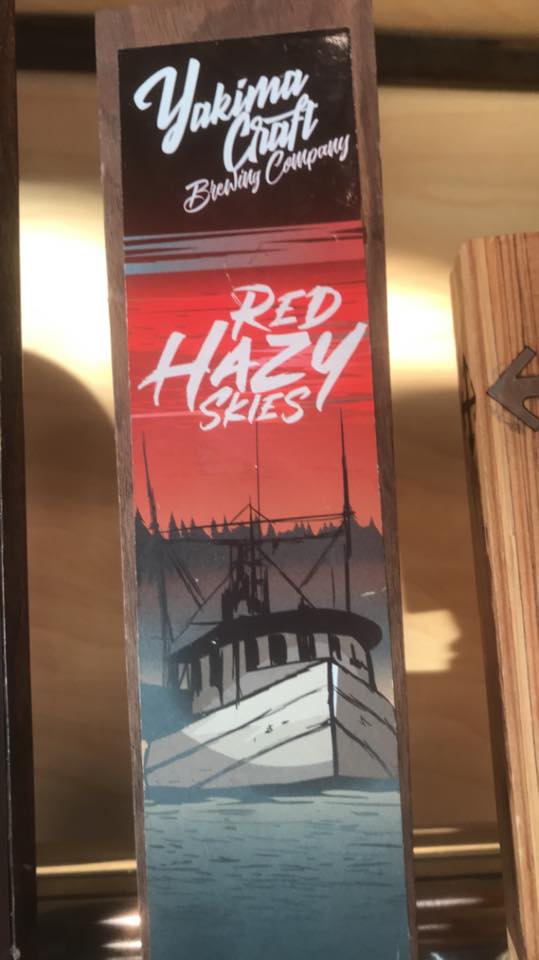 Yakima
Craft
Brewing Company
RED
HAZY
SKIES